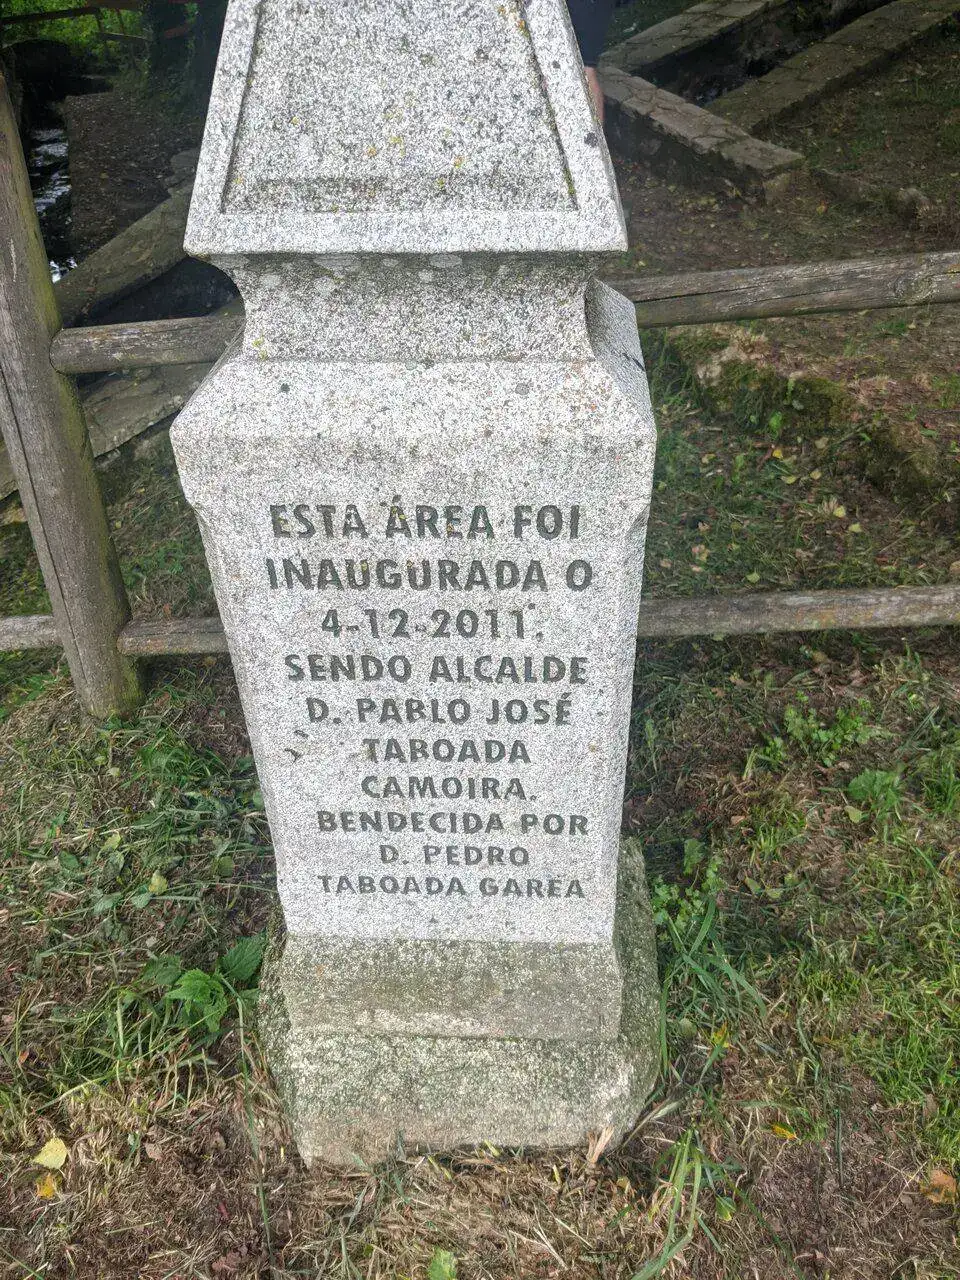 ESTA ÁREA FOI
INAUGURADA O
4-12-2011.
SENDO ALCALDE
D. PABLO JOSÉ
TABOADA
CAMOIRA.
BENDECIDA POR
D. PEDRO
TABOADA GAREA